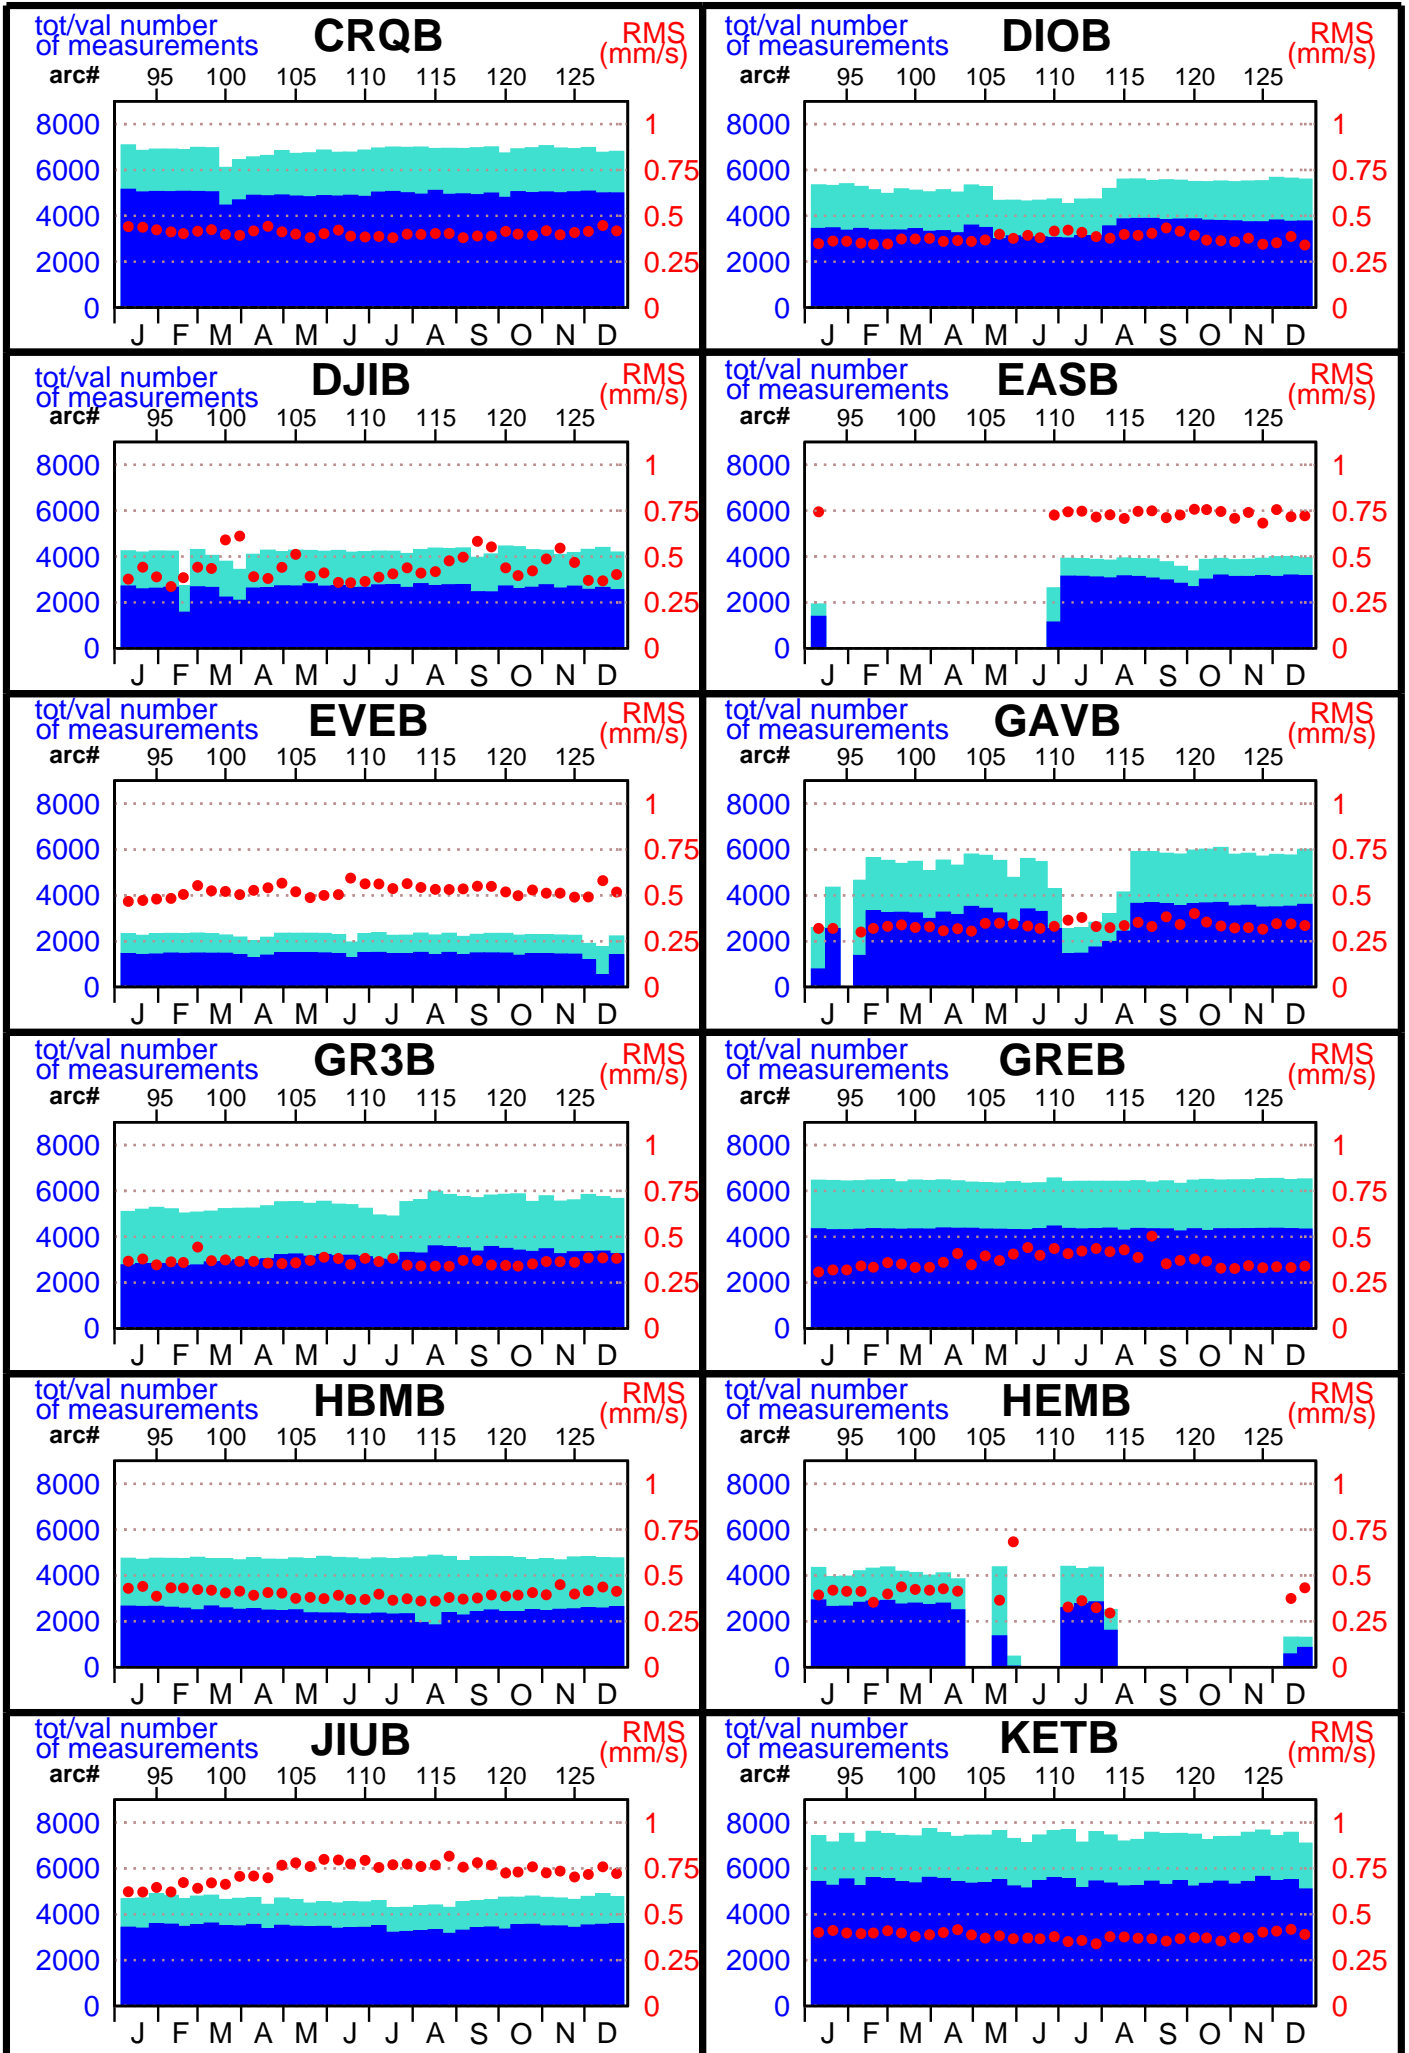 tot/val number CRQB RMS
of measurements (mm/s)
arc# 95 100 105 110 115 120 125
8000 1
6000 0.75
4000 0.5
2000 0.25
0 0
J F M A M J J A S O N D
tot/val number DIOB RMS
of measurements (mm/s)
arc# 95 100 105 110 115 120 125
8000 1
6000 0.75
4000 0.5
2000 0.25
0 0
J F M A M J J A S O N D
tot/val number DJIB RMS
of measurements (mm/s)
arc# 95 100 105 110 115 120 125
8000 1
6000 0.75
4000 0.5
2000 0.25
0 0
J F M A M J J A S O N D
tot/val number EASB RMS
of measurements (mm/s)
arc# 95 100 105 110 115 120 125
8000 1
6000 0.75
4000 0.5
2000 0.25
0 0
J F M A M J J A S O N D
tot/val number EVEB RMS
of measurements (mm/s)
arc# 95 100 105 110 115 120 125
8000 1
6000 0.75
4000 0.5
2000 0.25
0 0
J F M A M J J A S O N D
tot/val number GAVB RMS
of measurements (mm/s)
arc# 95 100 105 110 115 120 125
8000 1
6000 0.75
4000 0.5
2000 0.25
0 0
J F M A M J J A S O N D
tot/val number GR3B RMS
of measurements (mm/s)
arc# 95 100 105 110 115 120 125
8000 1
6000 0.75
4000 0.5
2000 0.25
0 0
J F M A M J J A S O N D
tot/val number GREB RMS
of measurements (mm/s)
arc# 95 100 105 110 115 120 125
8000 1
6000 0.75
4000 0.5
2000 0.25
0 0
J F M A M J J A S O N D
tot/val number HBMB RMS
of measurements (mm/s)
arc# 95 100 105 110 115 120 125
8000 1
6000 0.75
4000 0.5
2000 0.25
0 0
J F M A M J J A S O N D
tot/val number HEMB RMS
of measurements (mm/s)
arc# 95 100 105 110 115 120 125
8000 1
6000 0.75
4000 0.5
2000 0.25
0 0
J F M A M J J A S O N D
tot/val number JIUB RMS
of measurements (mm/s)
arc# 95 100 105 110 115 120 125
8000 1
6000 0.75
4000 0.5
2000 0.25
0 0
J F M A M J J A S O N D
tot/val number KETB RMS
of measurements (mm/s)
arc# 95 100 105 110 115 120 125
8000 1
6000 0.75
4000 0.5
2000 0.25
0 0
J F M A M J J A S O N D